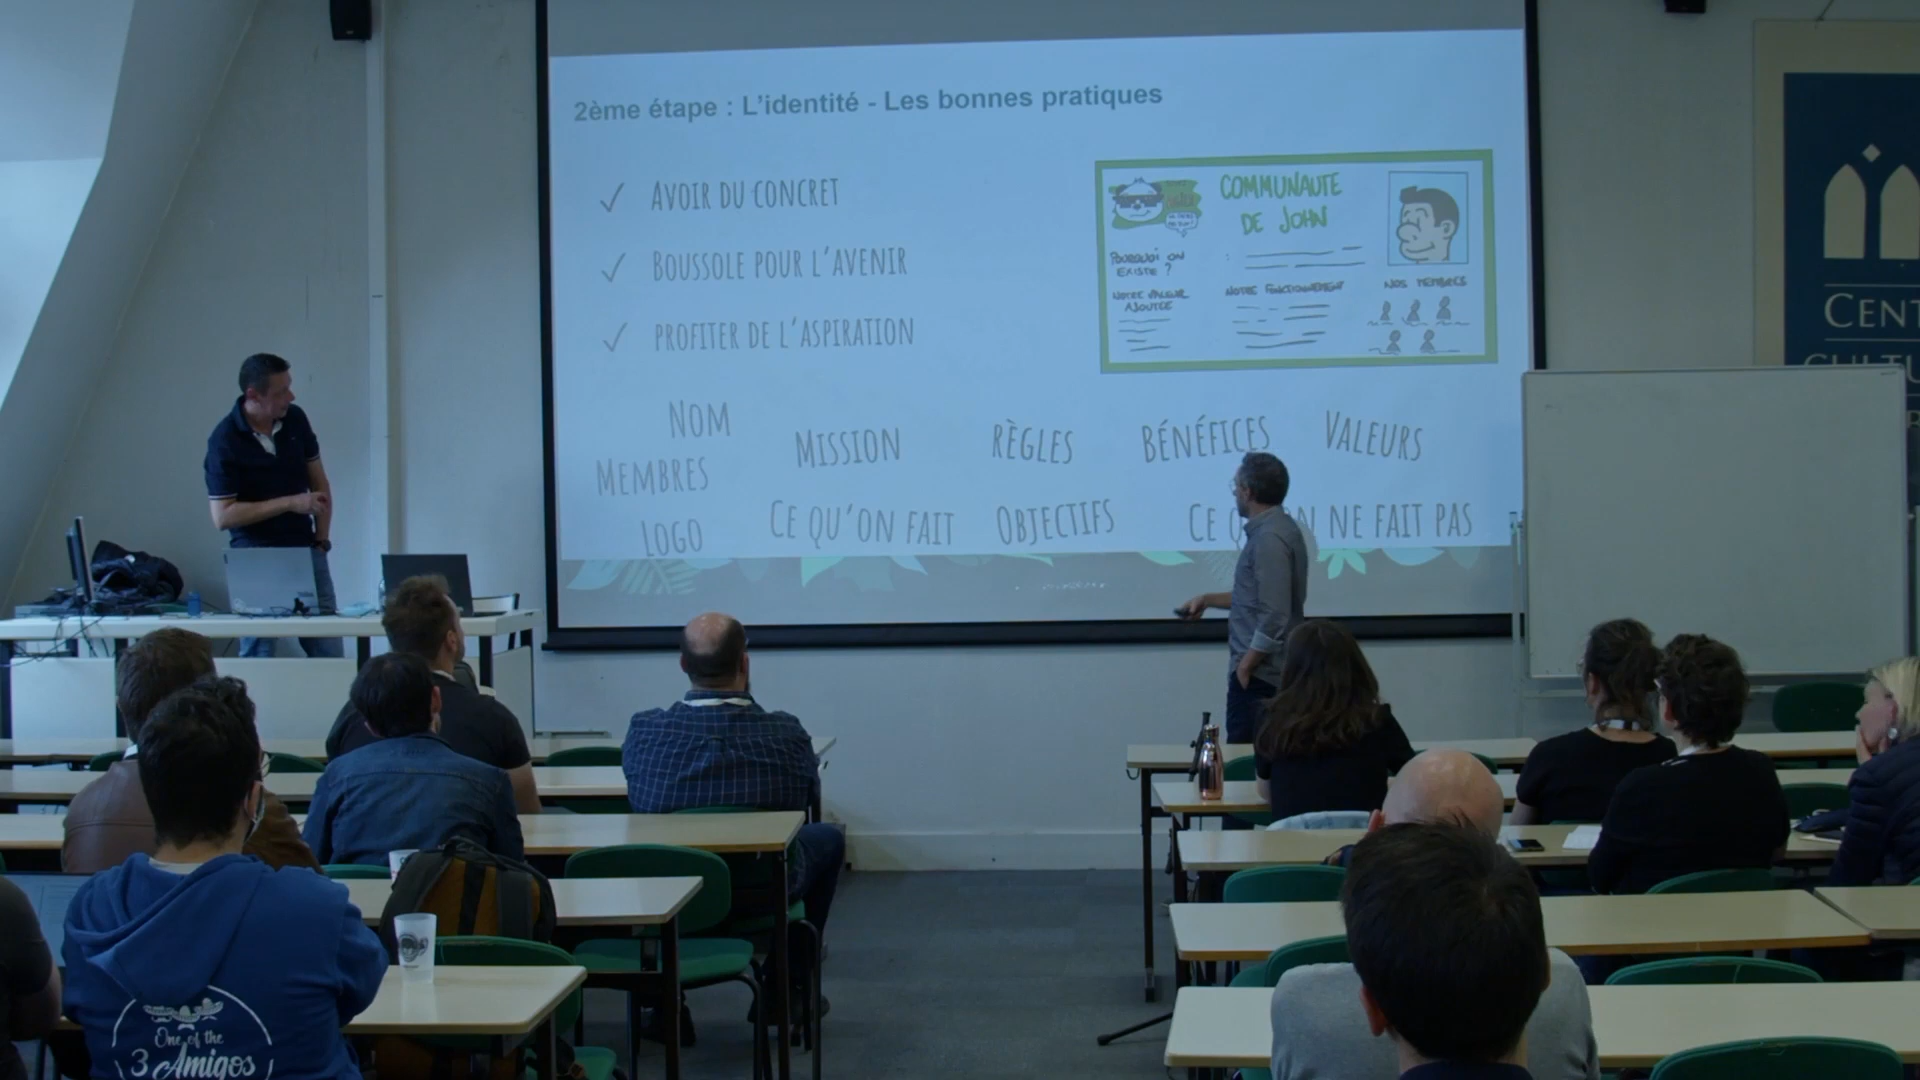 2ème étape : L'identité - Les bonnes pratiques
✓ AVOIR DU CONCRET
✓ BOUSSOLE POUR L'AVENIR
✓ PROFITER DE L'ASPIRATION
COMMUNAUTE
DE JOHN
POURQUOI ON
EXISTE ?
:
NOTRE VALEUR
AJOUTÉE
NOTRE FONCTIONNEMENT
NOS MEMBRES
NOM
MISSION
RÈGLES
BÉNÉFICES
VALEURS
MEMBRES
LOGO
CE QU'ON FAIT
OBJECTIFS
CE Q N NE FAIT PAS
CENT
One of the
3 Amigos